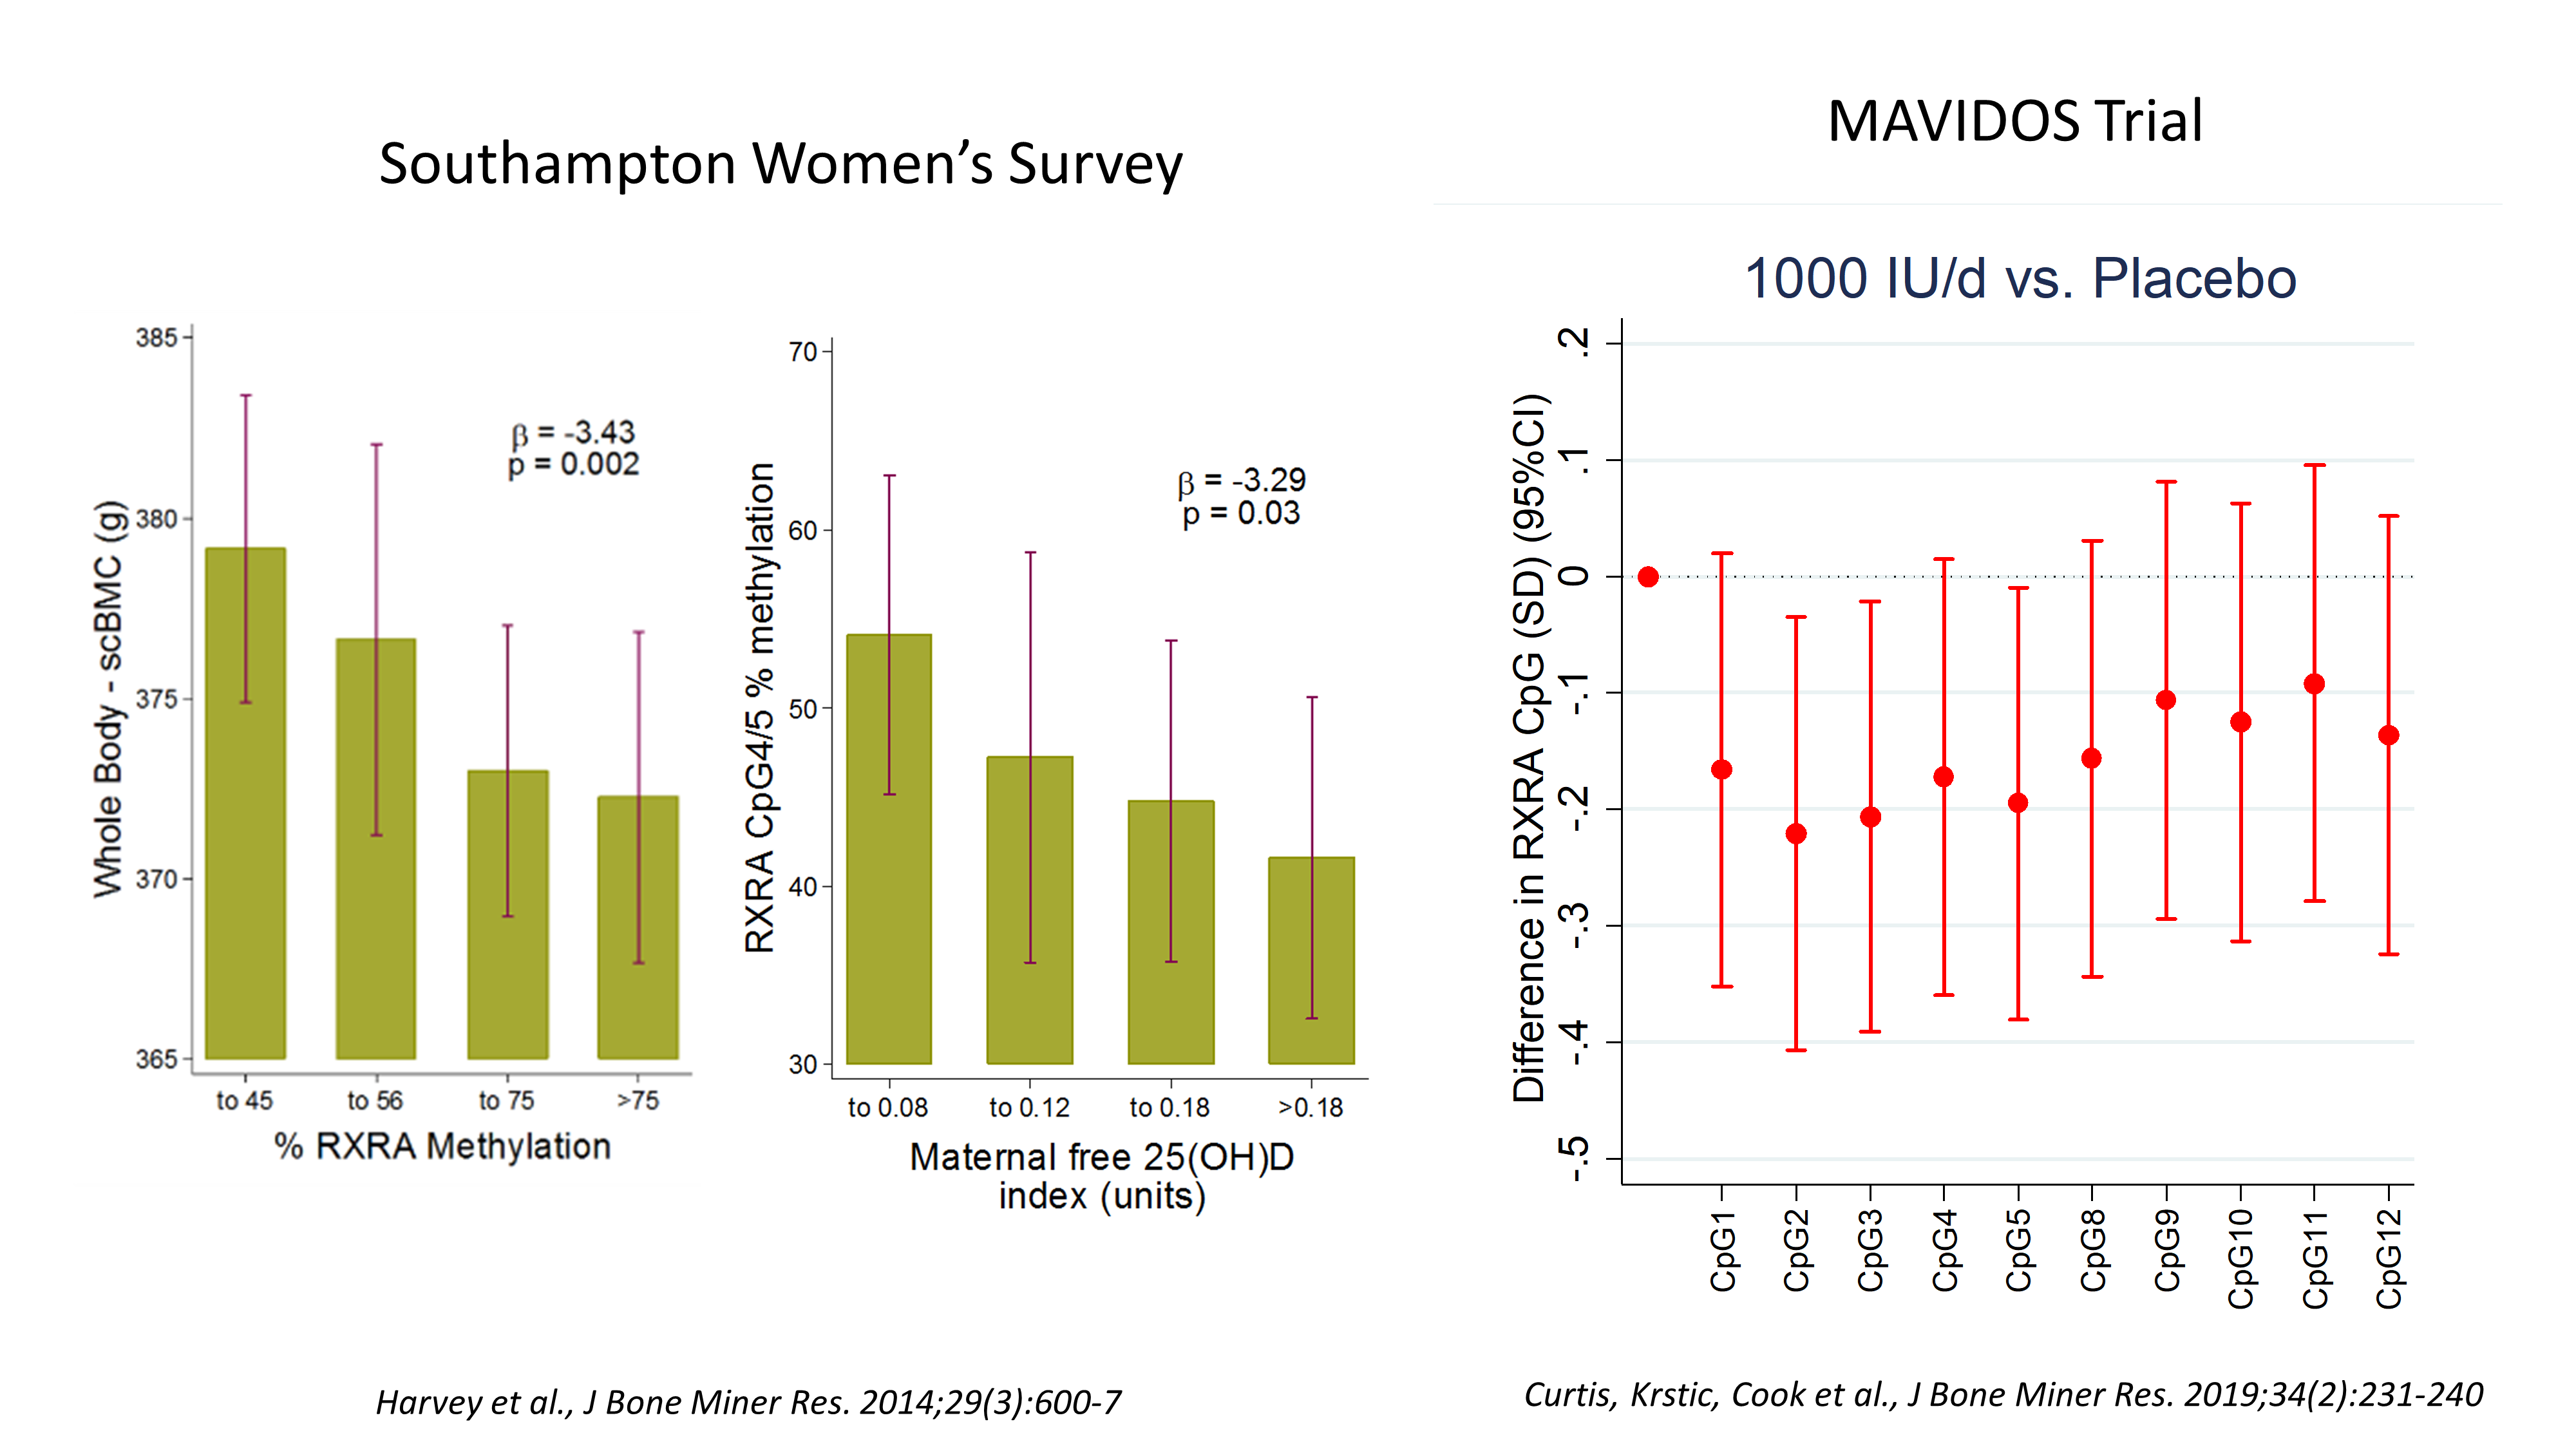 Southampton Women's Survey
Whole Body - scBMC (g)
385
380
375
370
365
β = -3.43
p = 0.002
to 45
to 56
to 75
>75
% RXRA Methylation
RXRA CpG4/5 % methylation
70
60
50
40
30
β = -3.29
p = 0.03
to 0.08
to 0.12
to 0.18
>0.18
Maternal free 25(OH)D
index (units)
Harvey et al., J Bone Miner Res. 2014;29(3):600-7
MAVIDOS Trial
1000 IU/d vs. Placebo
Difference in RXRA CpG (SD) (95%CI)
.2
.1
0
-.1
-.2
-.3
-.4
-.5
CpG1
CpG2
CpG3
CpG4
CpG5
CpG8
CpG9
CpG10
CpG11
CpG12
Curtis, Krstic, Cook et al., J Bone Miner Res. 2019;34(2):231-240